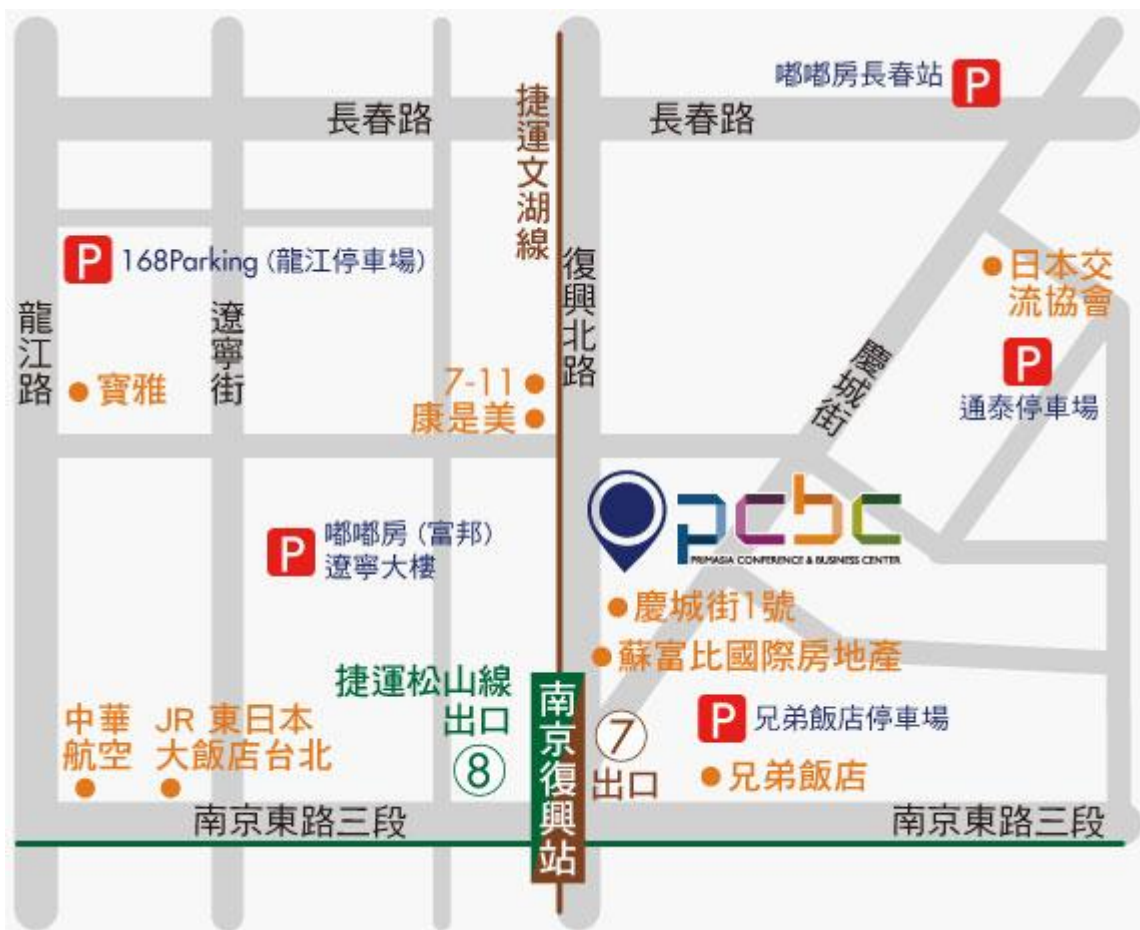 嘟嘟房長春站
P
長春路
長春路
捷運文湖線
復興北路
P
168Parking (龍江停車場)
日本交
流協會
龍江路
遼寧街
慶城街
P
通泰停車場
寶雅
7-11
康是美
pcbc
PRIMASIA CONFERENCE & BUSINESS CENTER
P
嘟嘟房 (富邦)
遼寧大樓
慶城街1號
蘇富比國際房地產
捷運松山線
出口
⑧
南京復興站
⑦
出口
P
兄弟飯店停車場
兄弟飯店
中華
航空
JR 東日本
大飯店台北
南京東路三段
南京東路三段